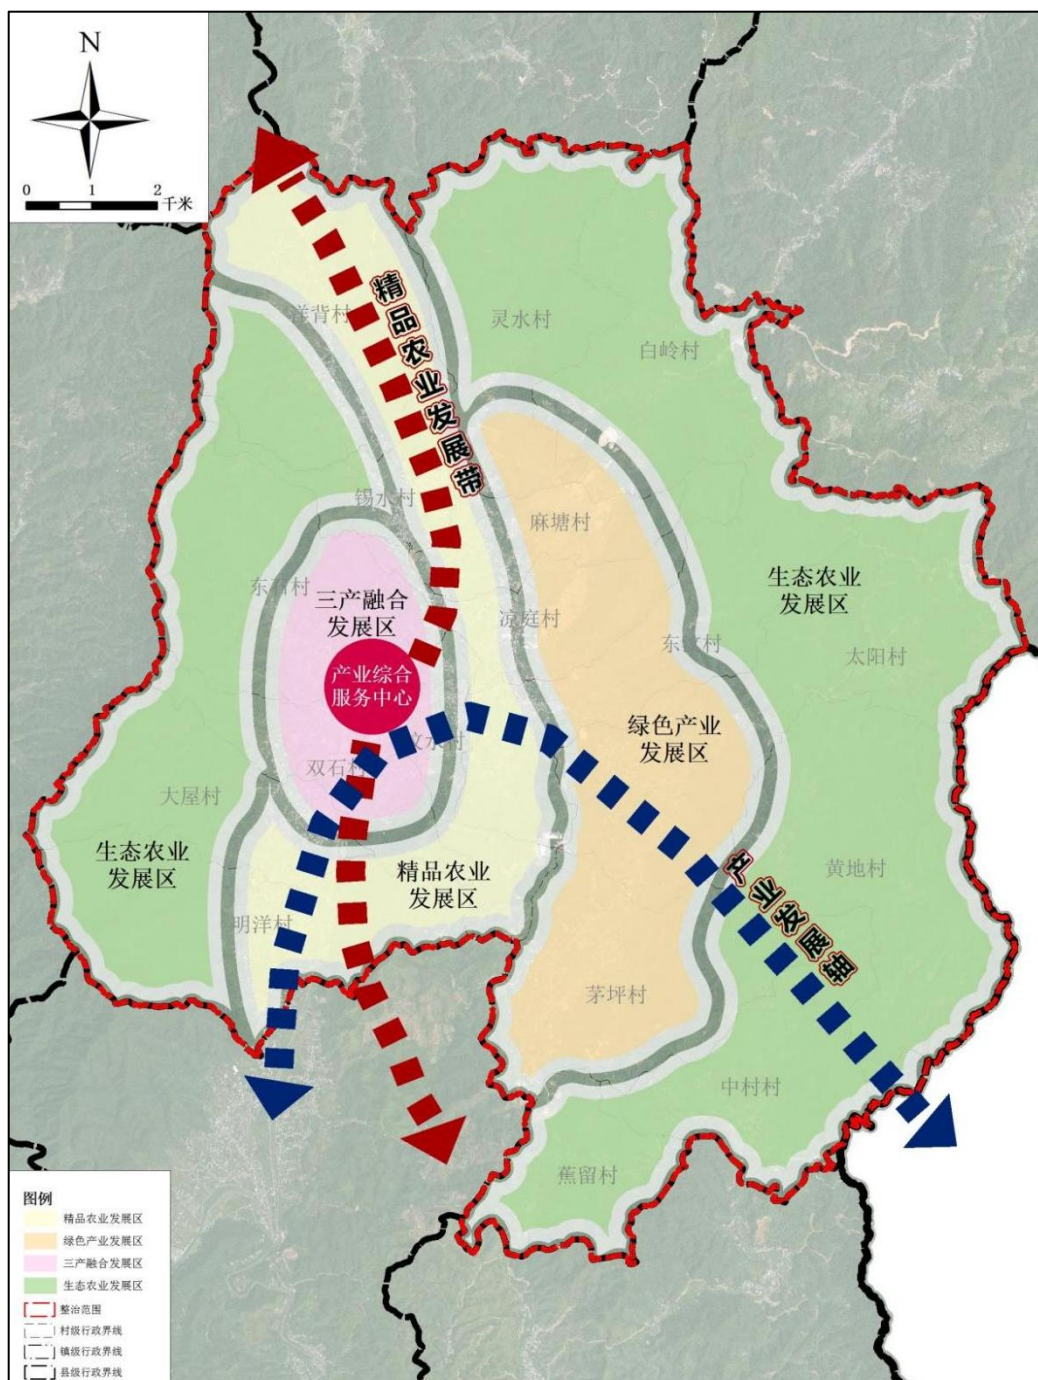 N
0 1 2
千米
精品农业发展带
洋背村
灵水村
白岭村
锡水村
麻塘村
东石村
凉庭村
三产融合
发展区
生态农业
发展区
太阳村
产业综合
服务中心
绿色产业
发展区
双石村
大屋村
生态农业
发展区
精品农业
发展区
产业发展轴
黄地村
明洋村
茅坪村
中村村
蕉留村
图例
精品农业发展区
绿色产业发展区
三产融合发展区
生态农业发展区
整治范围
村级行政界线
镇级行政界线
县级行政界线